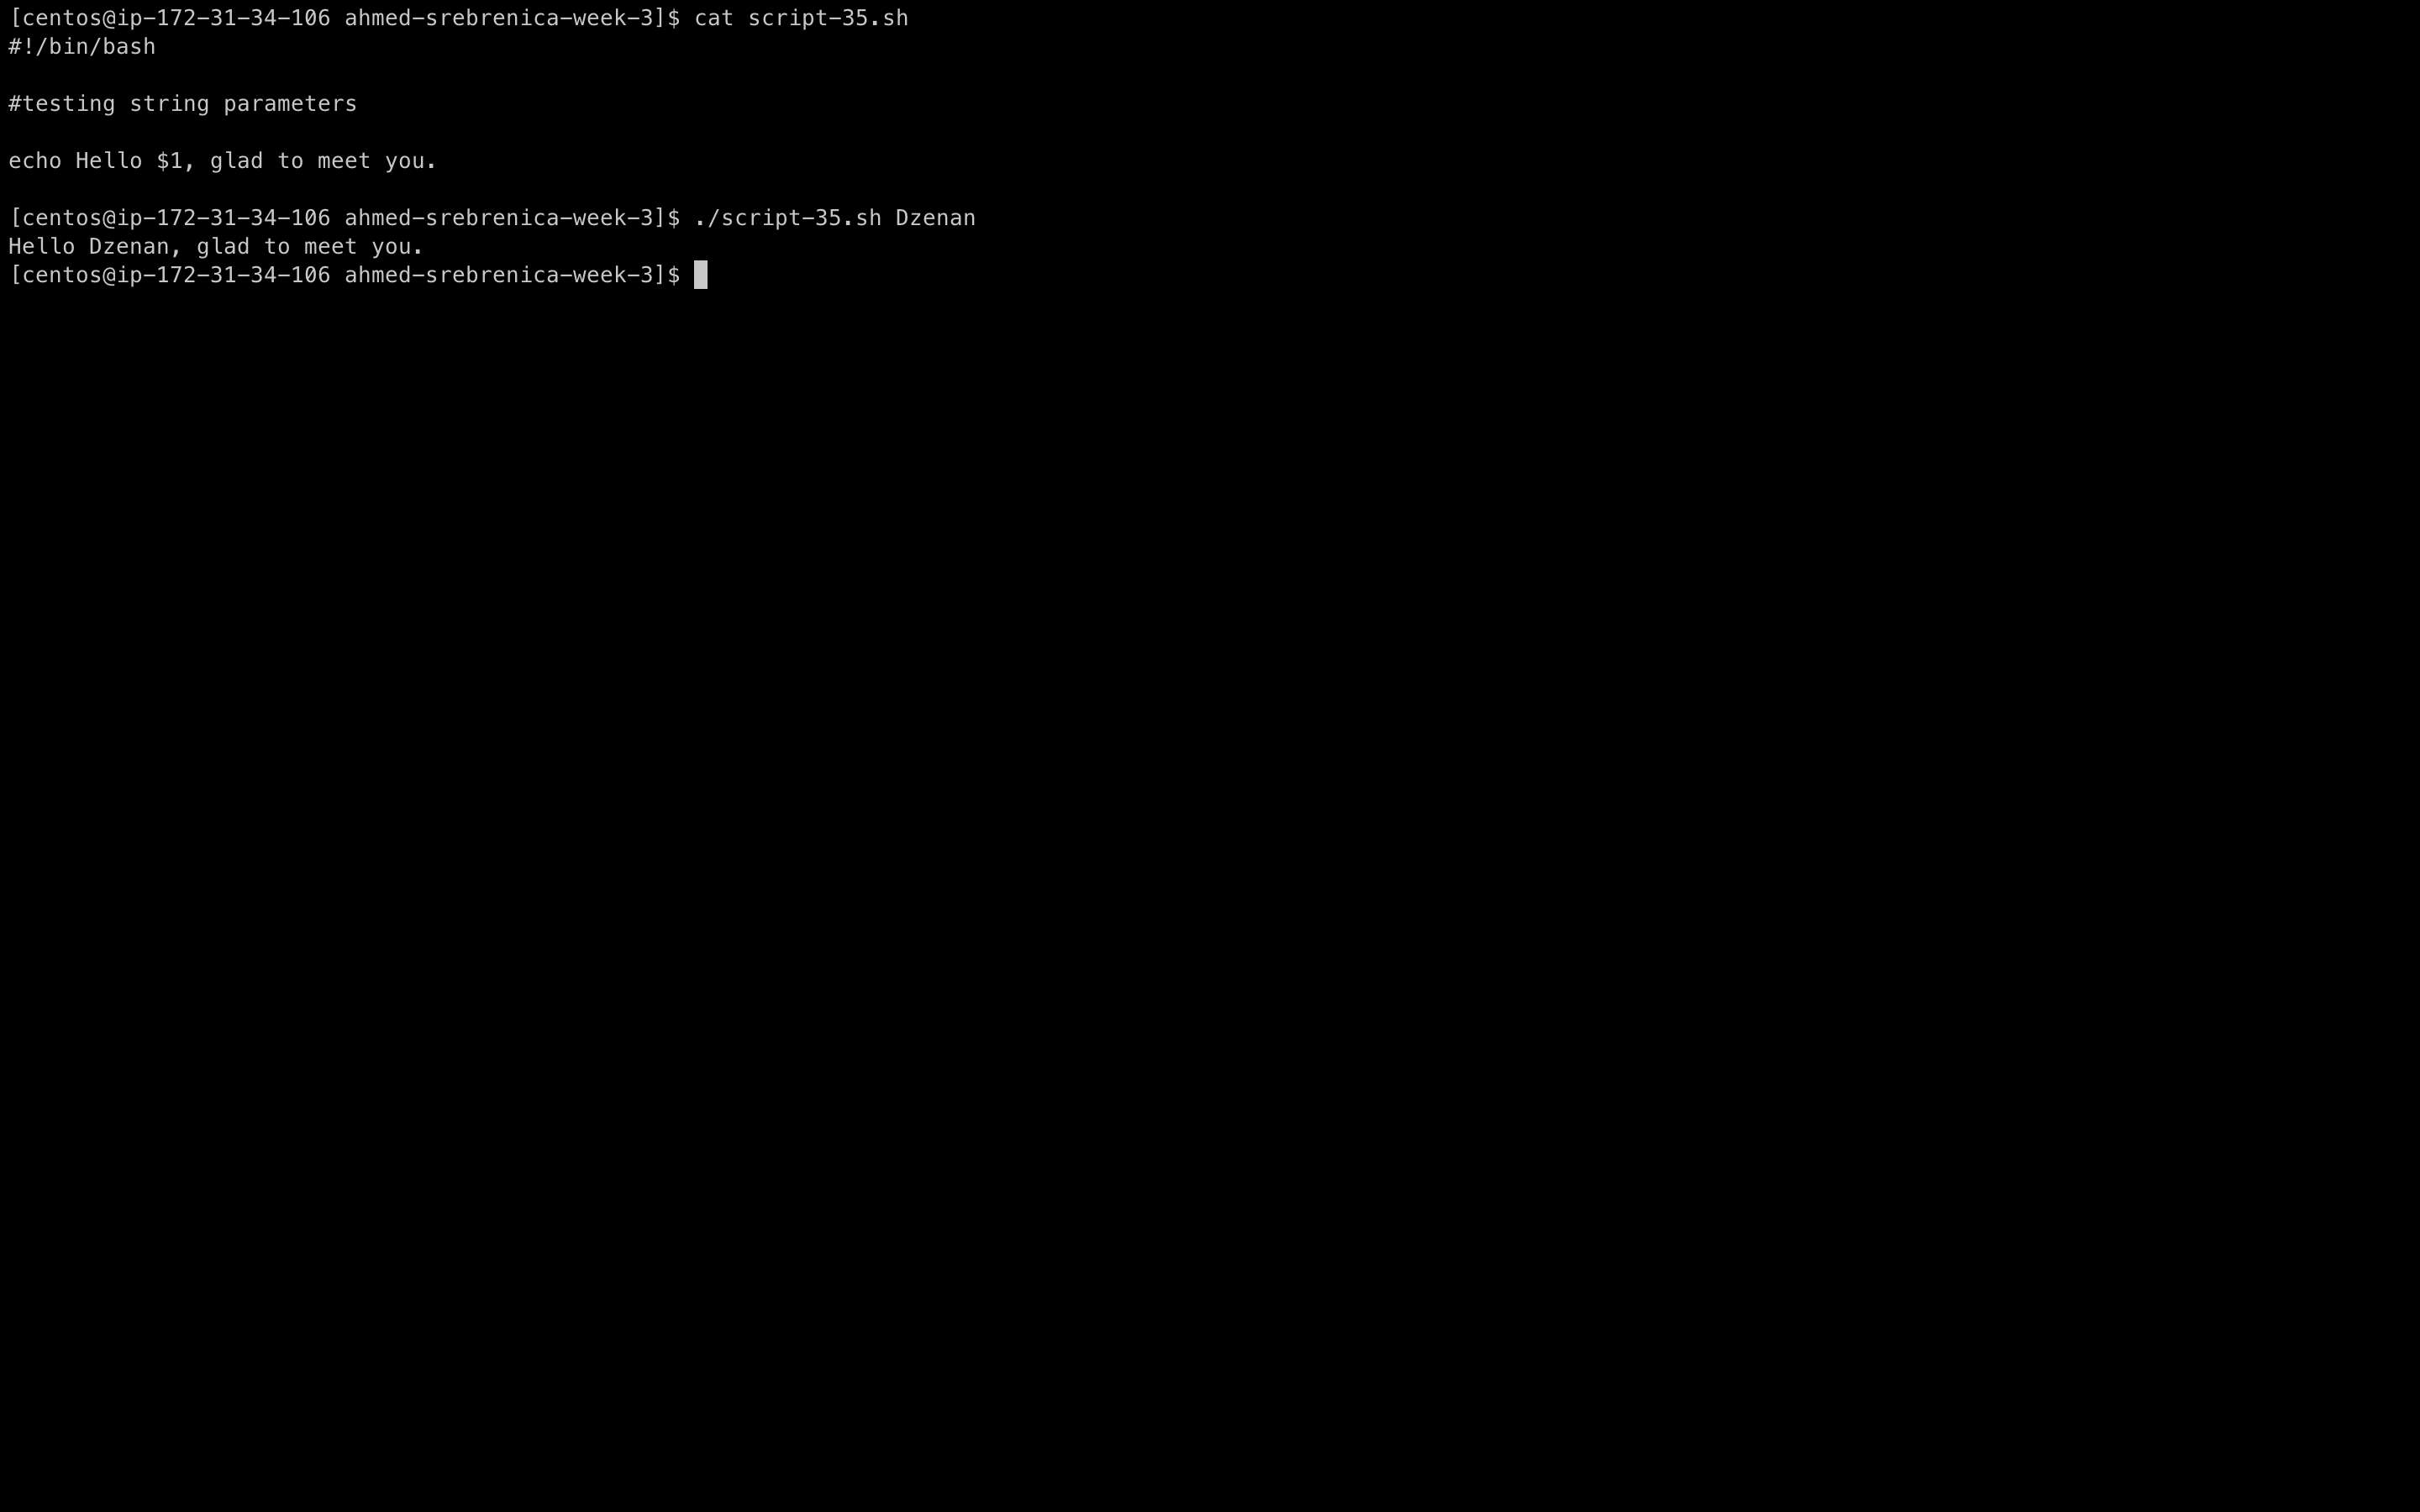 [centos@ip-172-31-34-106 ahmed-srebrenica-week-3]$ cat script-35.sh
#!/bin/bash
#testing string parameters
echo Hello $1, glad to meet you.
[centos@ip-172-31-34-106 ahmed-srebrenica-week-3]$ ./script-35.sh Dzenan
Hello Dzenan, glad to meet you.
[centos@ip-172-31-34-106 ahmed-srebrenica-week-3]$